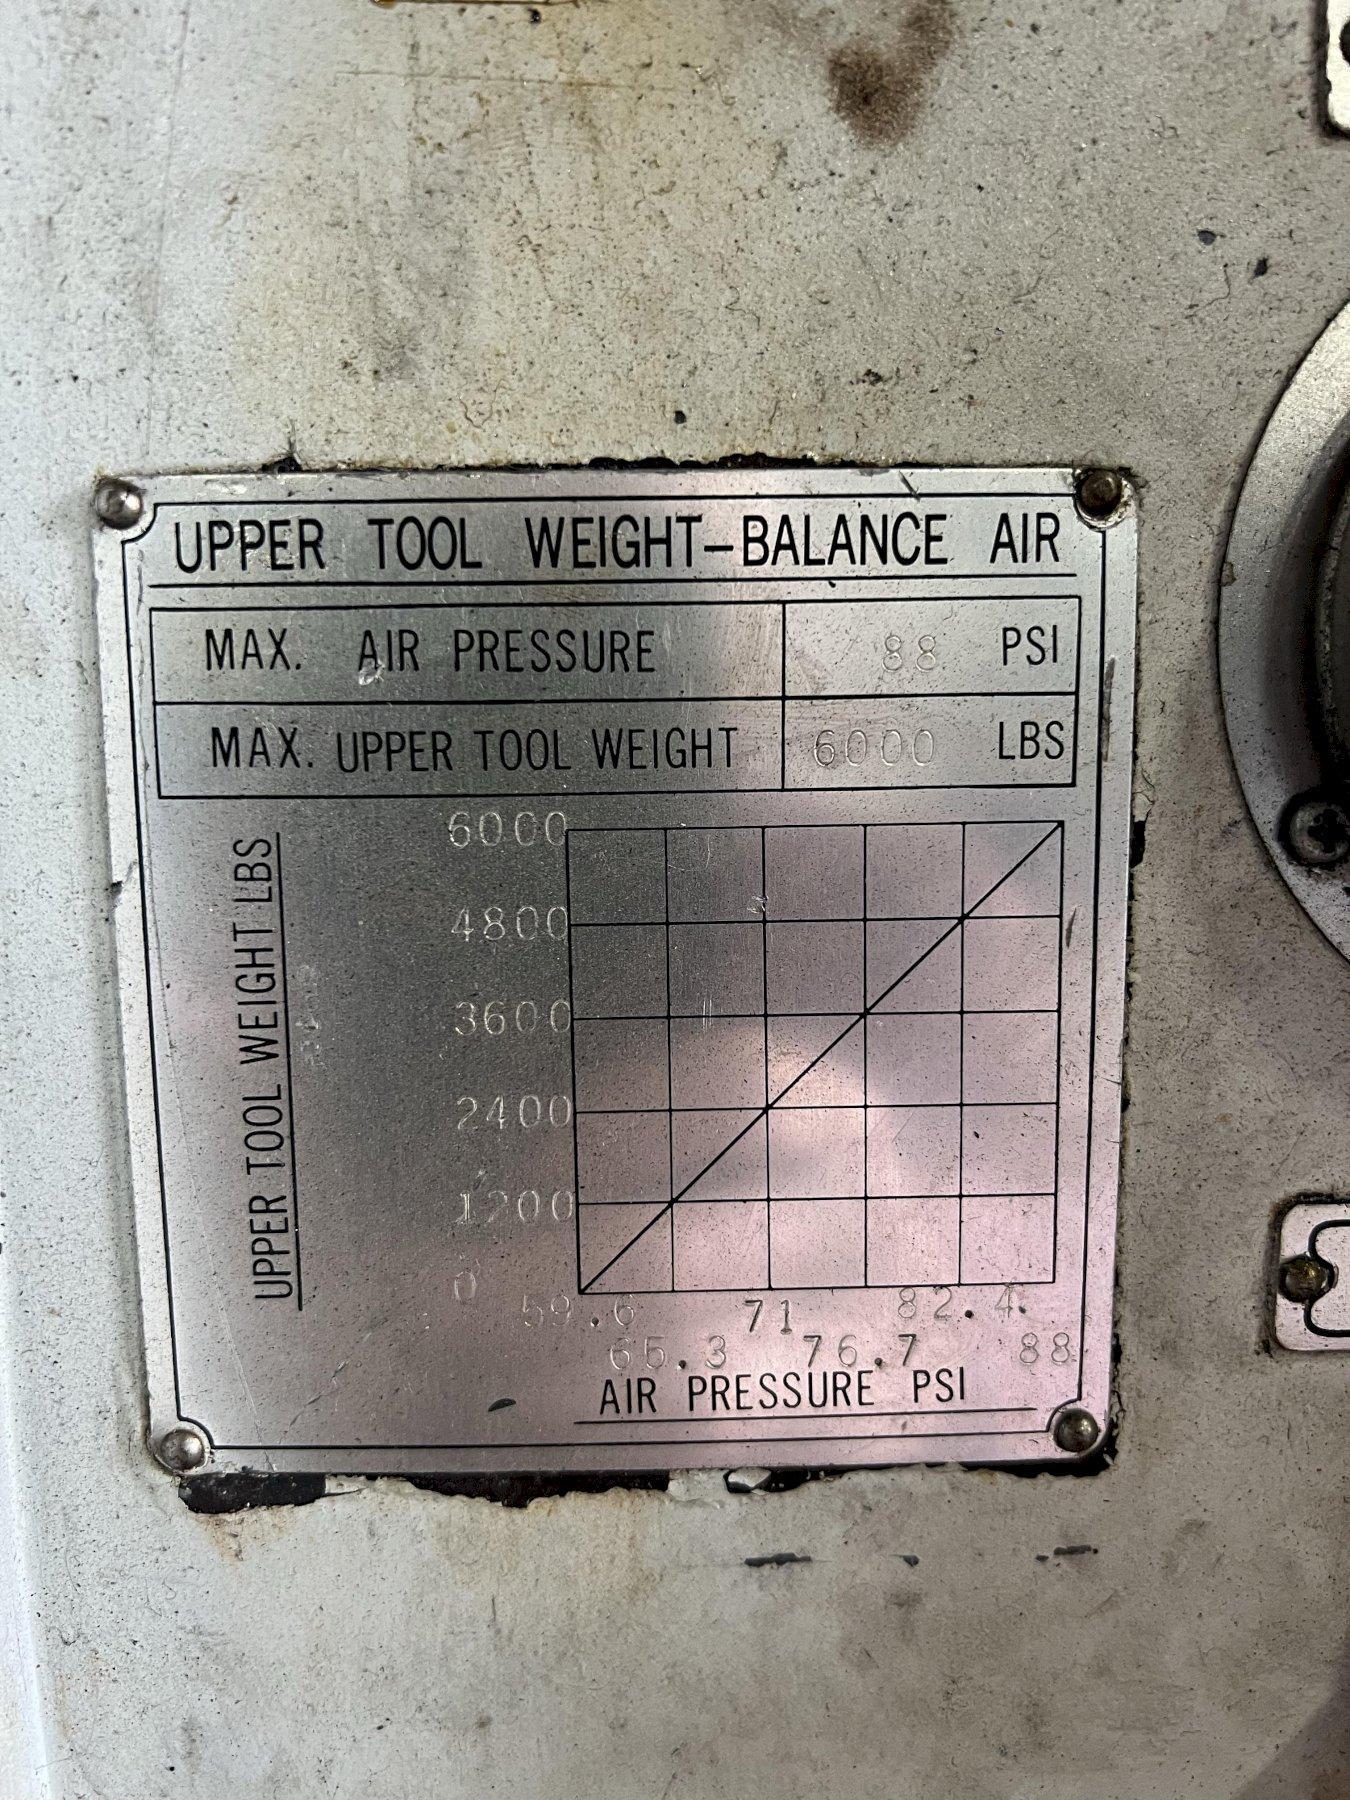 UPPER TOOL WEIGHT-BALANCE AIR
MAX. AIR PRESSURE 88 PSI
MAX. UPPER TOOL WEIGHT 6000 LBS
UPPER TOOL WEIGHT LBS
6000
4800
3600
2400
1200
0
59.6 71 82.4
65.3 76.7 88
AIR PRESSURE PSI